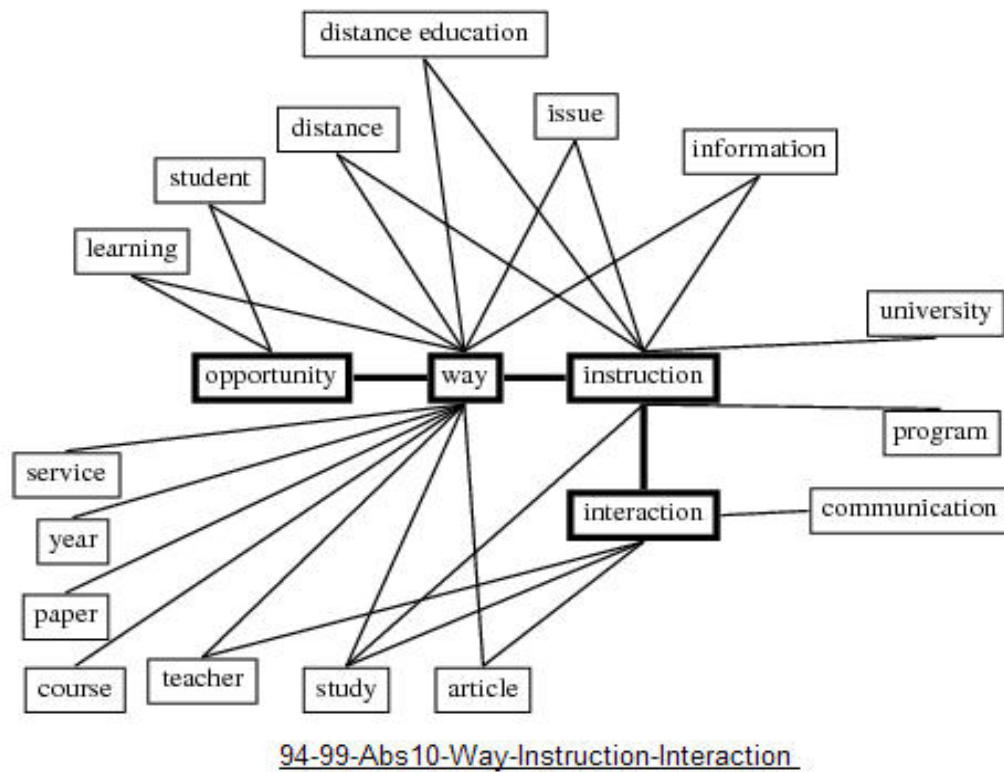 distance education
issue
distance
information
student
learning
university
opportunity
way
instruction
program
service
interaction
communication
year
paper
teacher
course
study
article
94-99-Abs10-Way-Instruction-Interaction